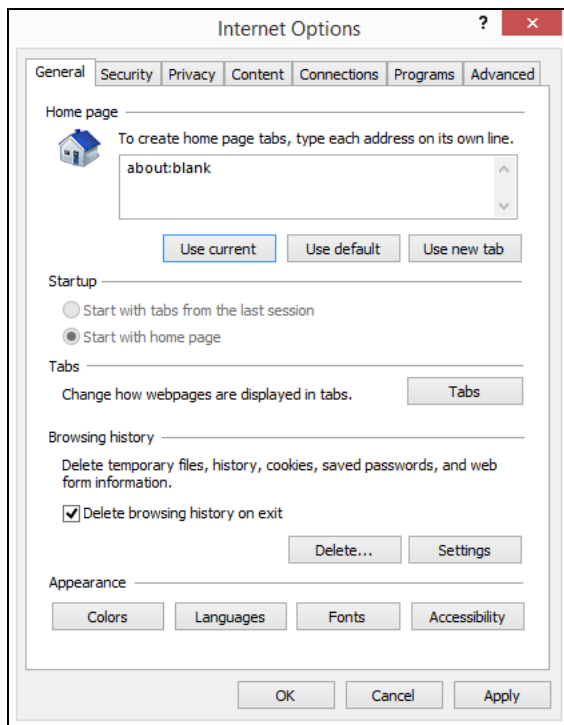 Internet Options
?
General Security Privacy Content Connections Programs Advanced
Home page
To create home page tabs, type each address on its own line.
about:blank
Use current Use default Use new tab
Startup
Start with tabs from the last session
Start with home page
Tabs
Change how webpages are displayed in tabs. Tabs
Browsing history
Delete temporary files, history, cookies, saved passwords, and web
form information.
Delete browsing history on exit
Delete... Settings
Appearance
Colors Languages Fonts Accessibility
OK Cancel Apply